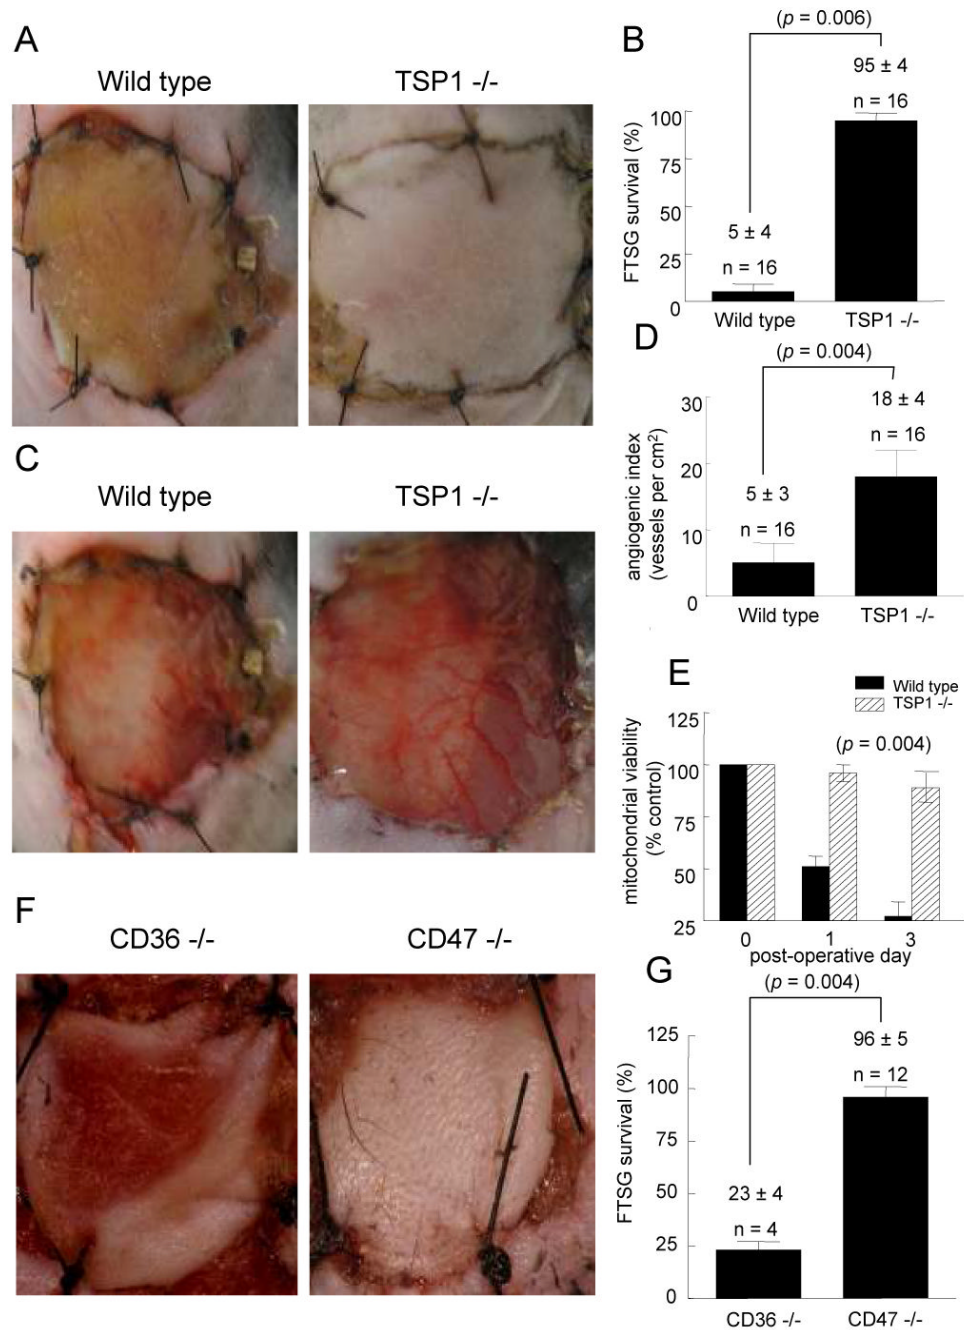 A
Wild type
TSP1 -/-
B
(p = 0.006)
95 ± 4
n = 16
5 ± 4
n = 16
100
75
50
25
0
FTSG survival (%)
Wild type
TSP1 -/-
C
Wild type
TSP1 -/-
D
(p = 0.004)
18 ± 4
n = 16
5 ± 3
n = 16
30
20
10
0
angiogenic index
(vessels per cm²)
Wild type
TSP1 -/-
E
Wild type
TSP1 -/-
(p = 0.004)
125
100
75
50
25
mitochondrial viability
(% control)
0
1
3
post-operative day
F
CD36 -/-
CD47 -/-
G
(p = 0.004)
96 ± 5
n = 12
23 ± 4
n = 4
125
100
75
50
25
0
FTSG survival (%)
CD36 -/-
CD47 -/-